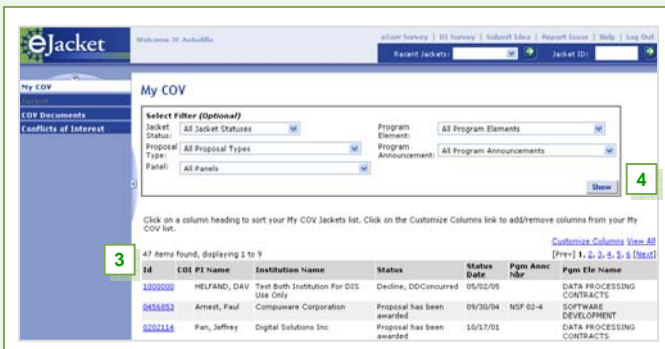 eJacket
Welcome JC Antudillo
eCorr Survey | UI Survey | Submit Idea | Report Issue | Help | Log Out
Recent Jackets:
Jacket ID:
My COV
Jacket
COV Documents
Conflicts of Interest
My COV
Select Filter (Optional)
Jacket Status: All Jacket Statuses
Program Element: All Program Elements
Proposal Type: All Proposal Types
Program Announcement: All Program Announcements
Panel: All Panels
Show
4
Click on a column heading to sort your My COV Jackets list. Click on the Customize Columns link to add/remove columns from your My
COV list.
Customize Columns View All
3
47 items found, displaying 1 to 9
[Prev] 1, 2, 3, 4, 5, 6 [Next]
Id COI PI Name Institution Name Status Status Date Pgm Annc Nbr Pgm Ele Name
1000000 HELFAND, DAV Test Both Institution For DIS Use Only Decline, DDConcurred 05/02/05 DATA PROCESSING CONTRACTS
0456853 Arnest, Paul Compuware Corporation Proposal has been awarded 09/30/04 NSF 02-4 SOFTWARE DEVELOPMENT
0202114 Pan, Jeffrey Digital Solutions Inc Proposal has been awarded 10/17/01 DATA PROCESSING CONTRACTS